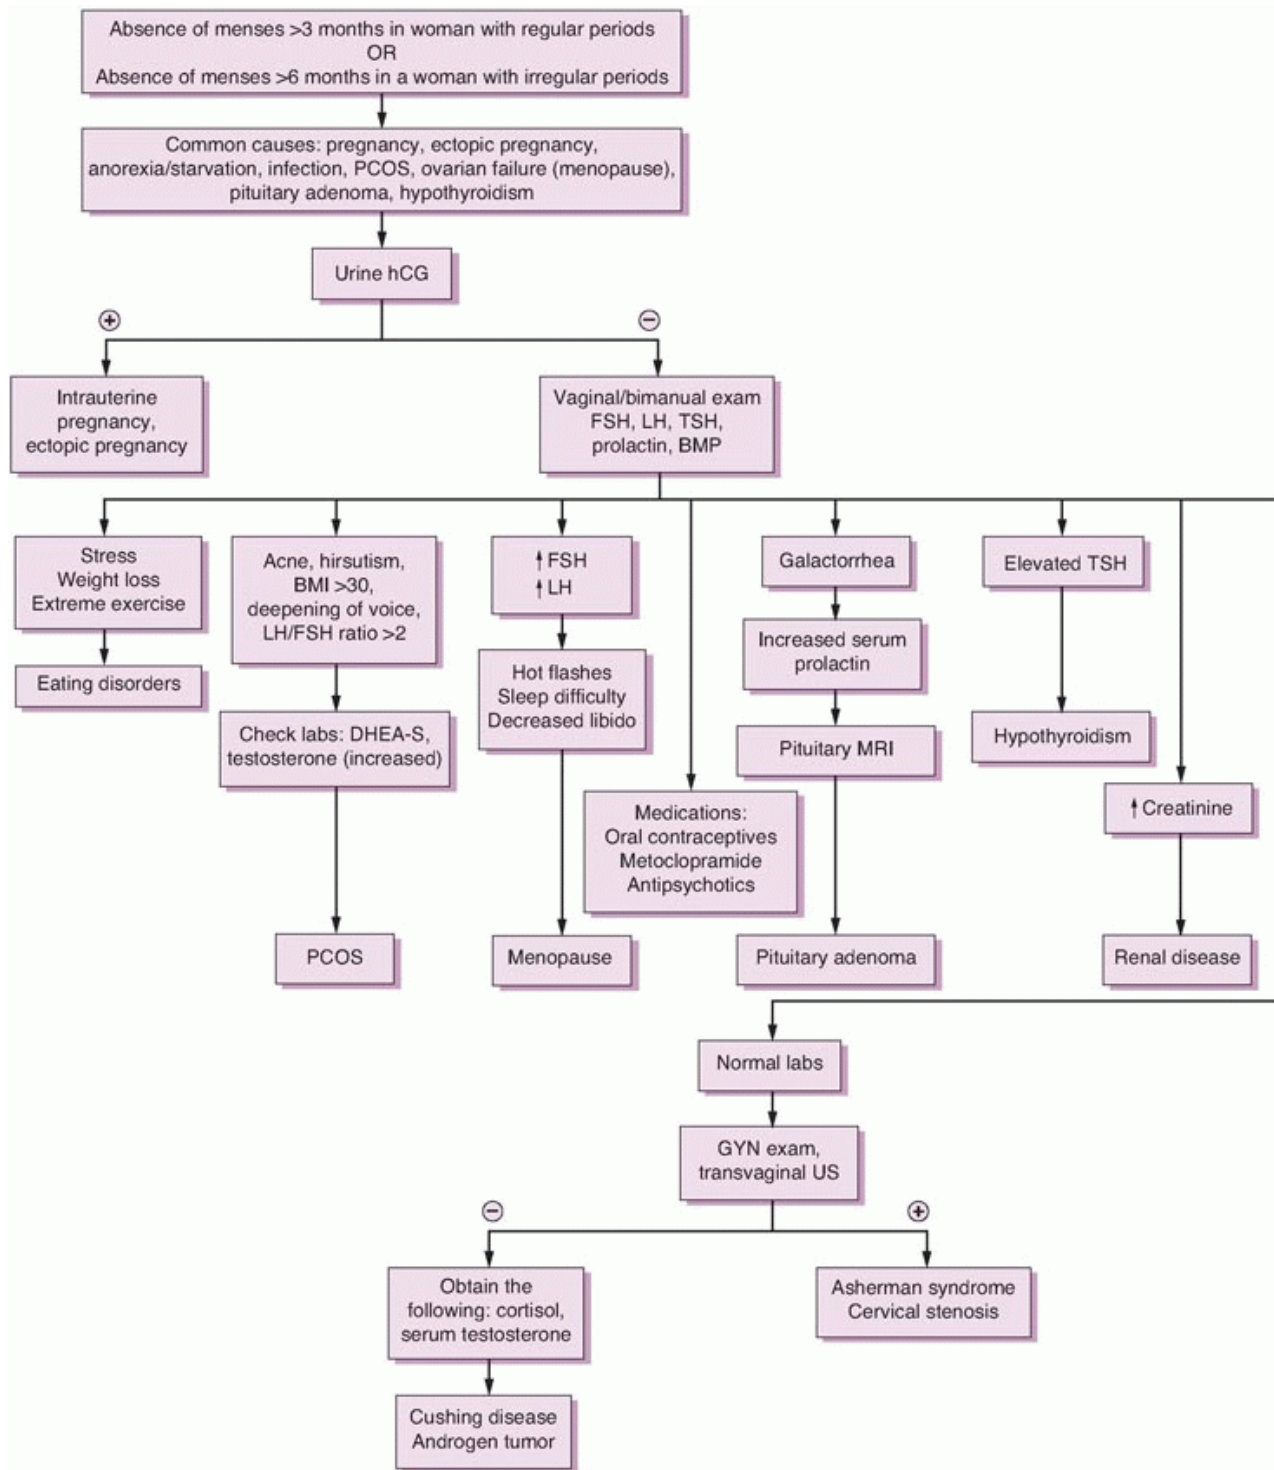 Absence of menses >3 months in woman with regular periods
OR
Absence of menses >6 months in a woman with irregular periods
Common causes: pregnancy, ectopic pregnancy,
anorexia/starvation, infection, PCOS, ovarian failure (menopause),
pituitary adenoma, hypothyroidism
Urine hCG
+
−
Intrauterine
pregnancy,
ectopic pregnancy
Vaginal/bimanual exam
FSH, LH, TSH,
prolactin, BMP
Stress
Weight loss
Extreme exercise
Eating disorders
Acne, hirsutism,
BMI >30,
deepening of voice,
LH/FSH ratio >2
Check labs: DHEA-S,
testosterone (increased)
PCOS
↑ FSH
↑ LH
Hot flashes
Sleep difficulty
Decreased libido
Menopause
Medications:
Oral contraceptives
Metoclopramide
Antipsychotics
Galactorrhea
Increased serum
prolactin
Pituitary MRI
Pituitary adenoma
Elevated TSH
Hypothyroidism
↑ Creatinine
Renal disease
Normal labs
GYN exam,
transvaginal US
−
+
Obtain the
following: cortisol,
serum testosterone
Cushing disease
Androgen tumor
Asherman syndrome
Cervical stenosis